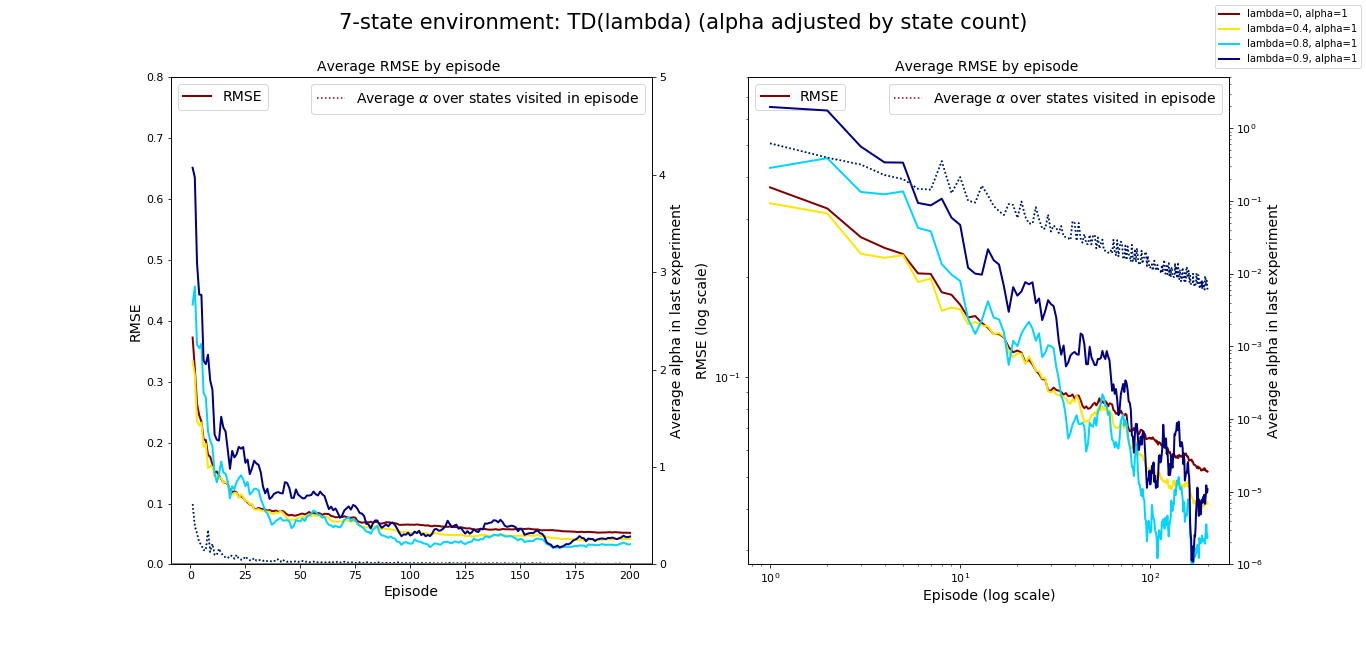 7-state environment: TD(lambda) (alpha adjusted by state count)
lambda=0, alpha=1
lambda=0.4, alpha=1
lambda=0.8, alpha=1
lambda=0.9, alpha=1
Average RMSE by episode
RMSE
Average α over states visited in episode
0.8
0.7
0.6
0.5
0.4
0.3
0.2
0.1
0.0
RMSE
0
25
50
75
100
125
150
175
200
Episode
5
4
3
2
1
0
Average alpha in last experiment
Average RMSE by episode
RMSE
Average α over states visited in episode
10⁻¹
RMSE (log scale)
10⁰
10¹
10²
Episode (log scale)
10⁰
10⁻¹
10⁻²
10⁻³
10⁻⁴
10⁻⁵
10⁻⁶
Average alpha in last experiment